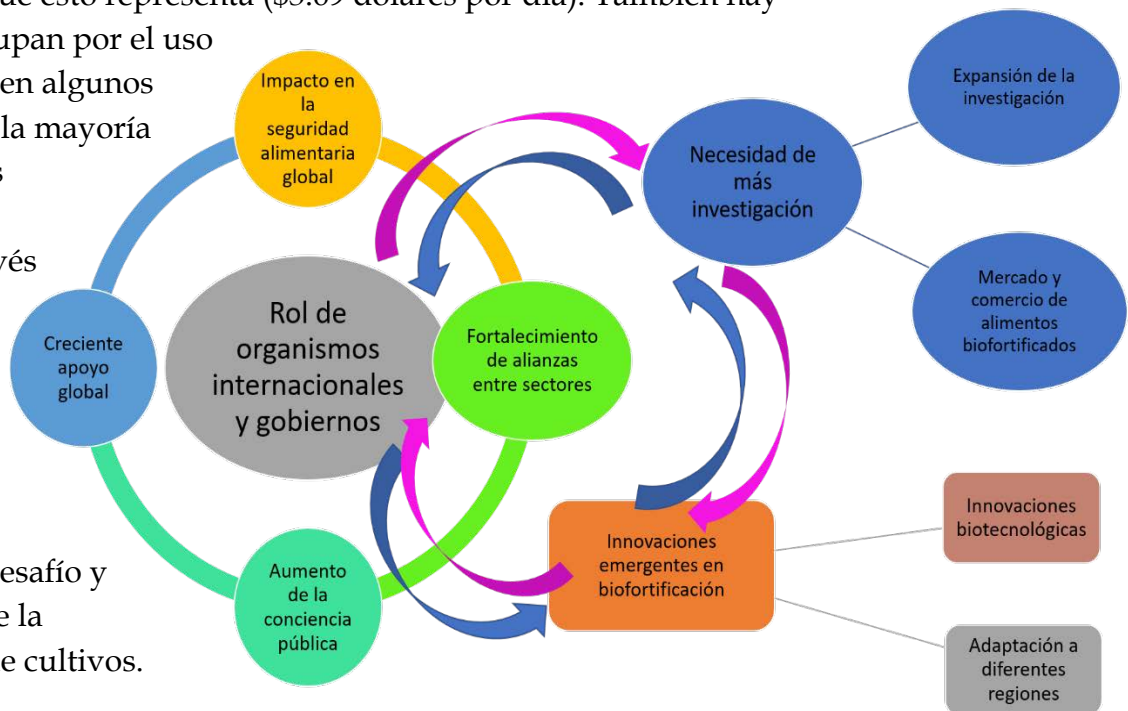 que esto representa ($3.69 dólares por día). También hay
upan por el uso
en algunos
la mayoría
s
vés
esafío y
e la
e cultivos.
Impacto en
la
seguridad
alimentaria
global
Creciente
apoyo
global
Rol de
organismos
internacionales
y gobiernos
Fortalecimiento
de alianzas
entre sectores
Aumento
de la
conciencia
pública
Necesidad de
más
investigación
Expansión de la
investigación
Mercado y
comercio de
alimentos
biofortificados
Innovaciones
emergentes en
biofortificación
Innovaciones
biotecnológicas
Adaptación a
diferentes
regiones